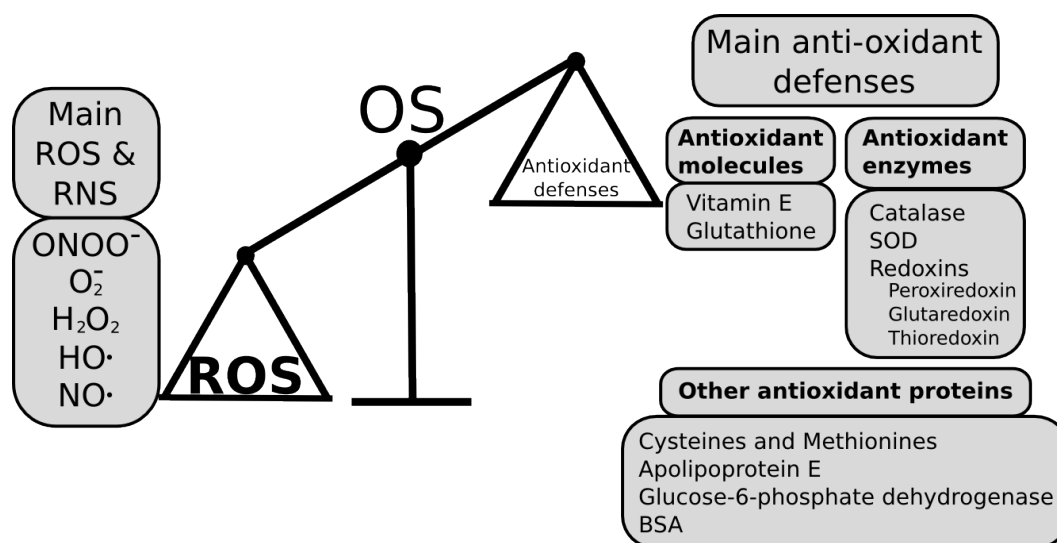 Main
ROS &
RNS
ONOO⁻
O₂⁻
H₂O₂
HO·
NO·
OS
ROS
Antioxidant
defenses
Main anti-oxidant
defenses
Antioxidant
molecules
Vitamin E
Glutathione
Antioxidant
enzymes
Catalase
SOD
Redoxins
Peroxiredoxin
Glutaredoxin
Thioredoxin
Other antioxidant proteins
Cysteines and Methionines
Apolipoprotein E
Glucose-6-phosphate dehydrogenase
BSA